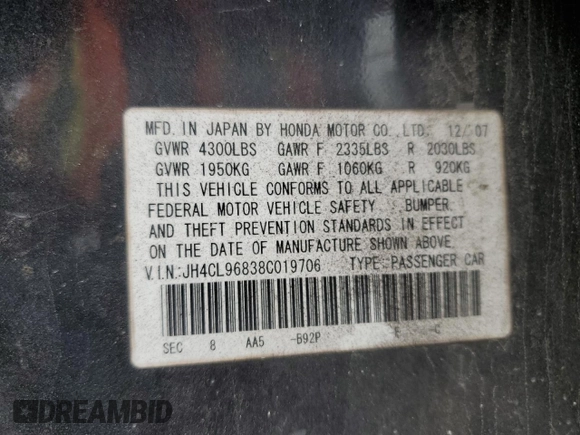 MFD. IN JAPAN BY HONDA MOTOR CO.,LTD. 12/07
GVWR 4300LBS GAWR F 2335LBS R 2030LBS
GVWR 1950KG GAWR F 1060KG R 920KG
THIS VEHICLE CONFORMS TO ALL APPLICABLE
FEDERAL MOTOR VEHICLE SAFETY, BUMPER,
AND THEFT PREVENTION STANDARDS IN EFFECT
ON THE DATE OF MANUFACTURE SHOWN ABOVE.
V.I.N:JH4CL96838C019706 TYPE:PASSENGER CAR
SEC 8 AA5 -B92P E C
DREAMBID